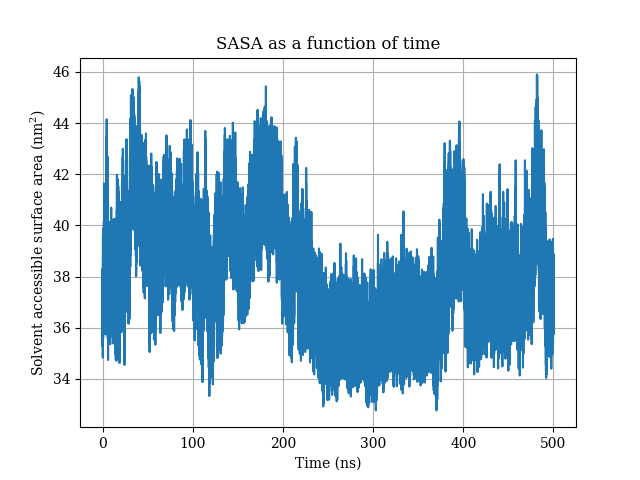 SASA as a function of time
Solvent accessible surface area (nm²)
46
44
42
40
38
36
34
0 100 200 300 400 500
Time (ns)